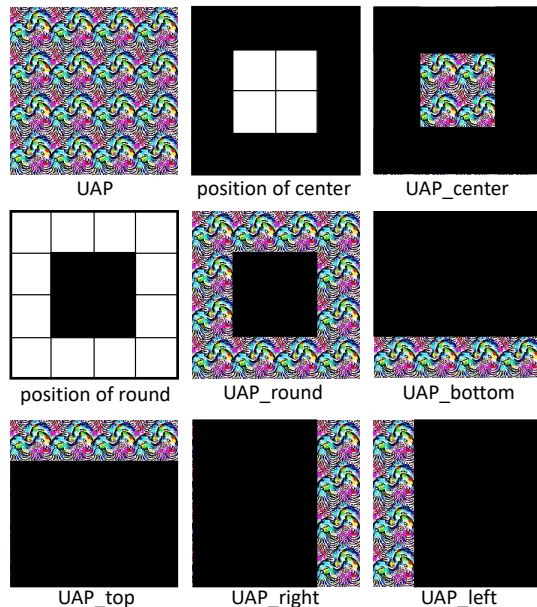 UAP
position of center
UAP_center
position of round
UAP_round
UAP_bottom
UAP_top
UAP_right
UAP_left